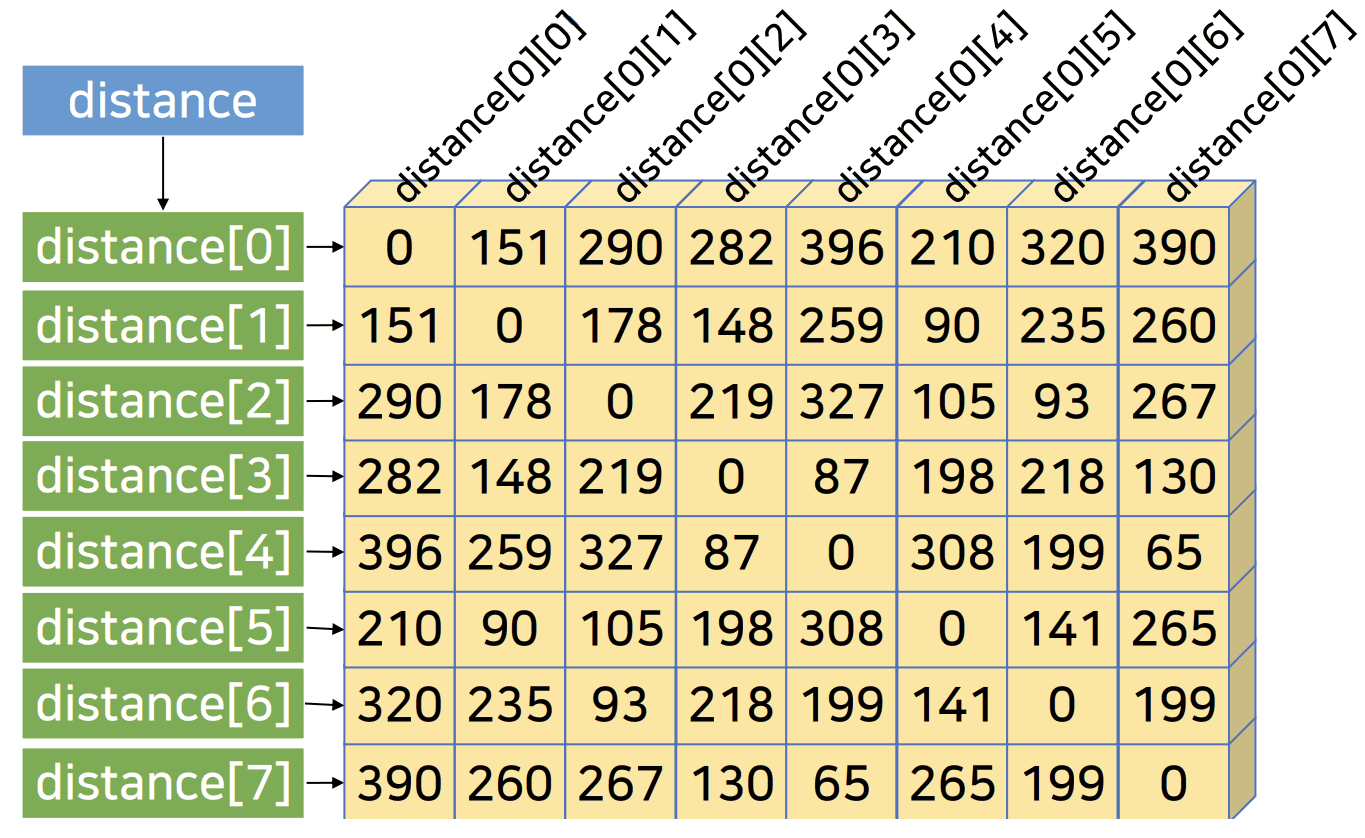 distance
distance[0][0] distance[0][1] distance[0][2] distance[0][3] distance[0][4] distance[0][5] distance[0][6] distance[0][7]
distance[0] 0 151 290 282 396 210 320 390
distance[1] 151 0 178 148 259 90 235 260
distance[2] 290 178 0 219 327 105 93 267
distance[3] 282 148 219 0 87 198 218 130
distance[4] 396 259 327 87 0 308 199 65
distance[5] 210 90 105 198 308 0 141 265
distance[6] 320 235 93 218 199 141 0 199
distance[7] 390 260 267 130 65 265 199 0